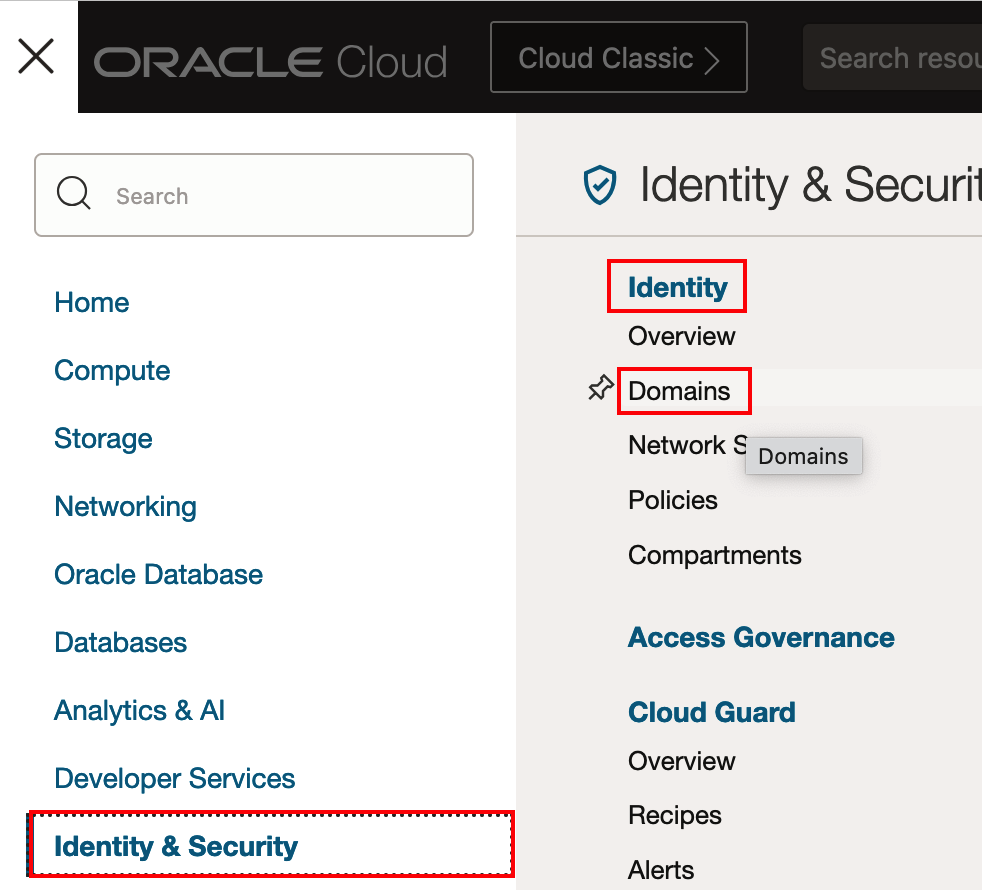 ORACLE Cloud
Cloud Classic
Search resou
Search
Home
Compute
Storage
Networking
Oracle Database
Databases
Analytics & AI
Developer Services
Identity & Security
Identity & Securit
Identity
Overview
Domains
Network S
Domains
Policies
Compartments
Access Governance
Cloud Guard
Overview
Recipes
Alerts